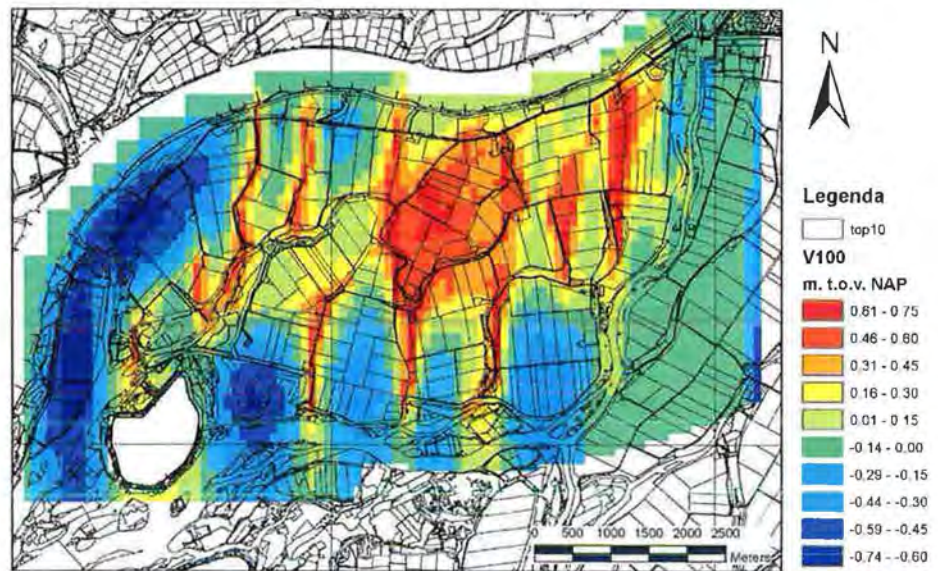 N
Legenda
top10
V100
m. t.o.v. NAP
0.61 - 0.75
0.46 - 0.60
0.31 - 0.45
0.16 - 0.30
0.01 - 0.15
-0.14 - 0.00
-0.29 - -0.15
-0.44 - -0.30
-0.59 - -0.45
-0.74 - -0.60
0 500 1000 1500 2000 2500
Meters